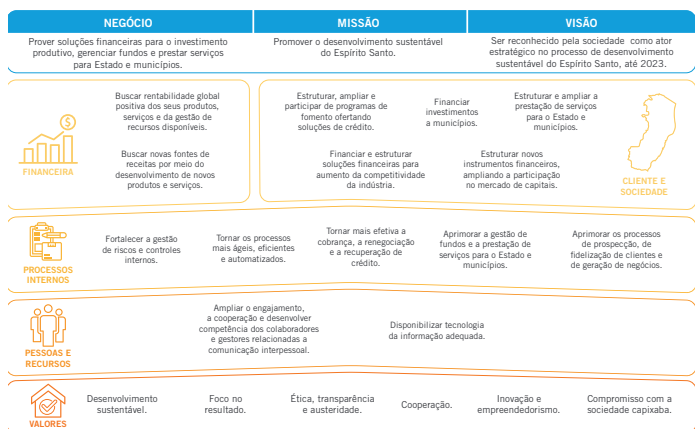 NEGÓCIO
Prover soluções financeiras para o investimento
produtivo, gerenciar fundos e prestar serviços
para Estado e municípios.
MISSÃO
Promover o desenvolvimento sustentável
do Espírito Santo.
VISÃO
Ser reconhecido pela sociedade como ator
estratégico no processo de desenvolvimento
sustentável do Espírito Santo, até 2023.
$
FINANCEIRA
Buscar rentabilidade global
positiva dos seus produtos,
serviços e da gestão de
recursos disponíveis.
Buscar novas fontes de
receitas por meio do
desenvolvimento de novos
produtos e serviços.
Estruturar, ampliar e
participar de programas de
fomento ofertando
soluções de crédito.
Financiar
investimentos
a municípios.
Estruturar e ampliar a
prestação de serviços
para o Estado e
municípios.
Financiar e estruturar
soluções financeiras para
aumento da competitividade
da indústria.
Estruturar novos
instrumentos financeiros,
ampliando a participação
no mercado de capitais.
CLIENTE E
SOCIEDADE
PROCESSOS
INTERNOS
Fortalecer a gestão
de riscos e controles
internos.
Tornar os processos
mais ágeis, eficientes
e automatizados.
Tornar mais efetiva a
cobrança, a renegociação
e a recuperação de
crédito.
Aprimorar a gestão de
fundos e a prestação de
serviços para o Estado e
municípios.
Aprimorar os processos
de prospecção, de
fidelização de clientes e
de geração de negócios.
PESSOAS E
RECURSOS
Ampliar o engajamento,
a cooperação e desenvolver
competência dos colaboradores
e gestores relacionadas a
comunicação interpessoal.
Disponibilizar tecnologia
da informação adequada.
VALORES
Desenvolvimento
sustentável.
Foco no
resultado.
Ética, transparência
e austeridade.
Cooperação.
Inovação e
empreendedorismo.
Compromisso com a
sociedade capixaba.